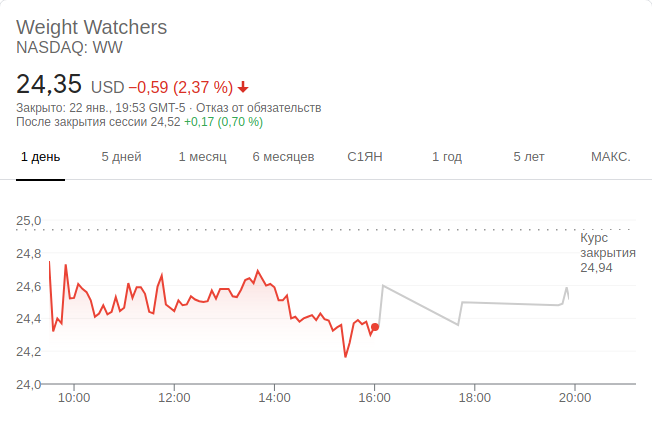 Weight Watchers
NASDAQ: WW
24,35 USD −0,59 (2,37 %)
Закрыто: 22 янв., 19:53 GMT-5 · Отказ от обязательств
После закрытия сессии 24,52 +0,17 (0,70 %)
1 день 5 дней 1 месяц 6 месяцев С1ЯН 1 год 5 лет МАКС.
25,0
Курс
закрытия
24,94
24,8
24,6
24,4
24,2
24,0
10:00 12:00 14:00 16:00 18:00 20:00